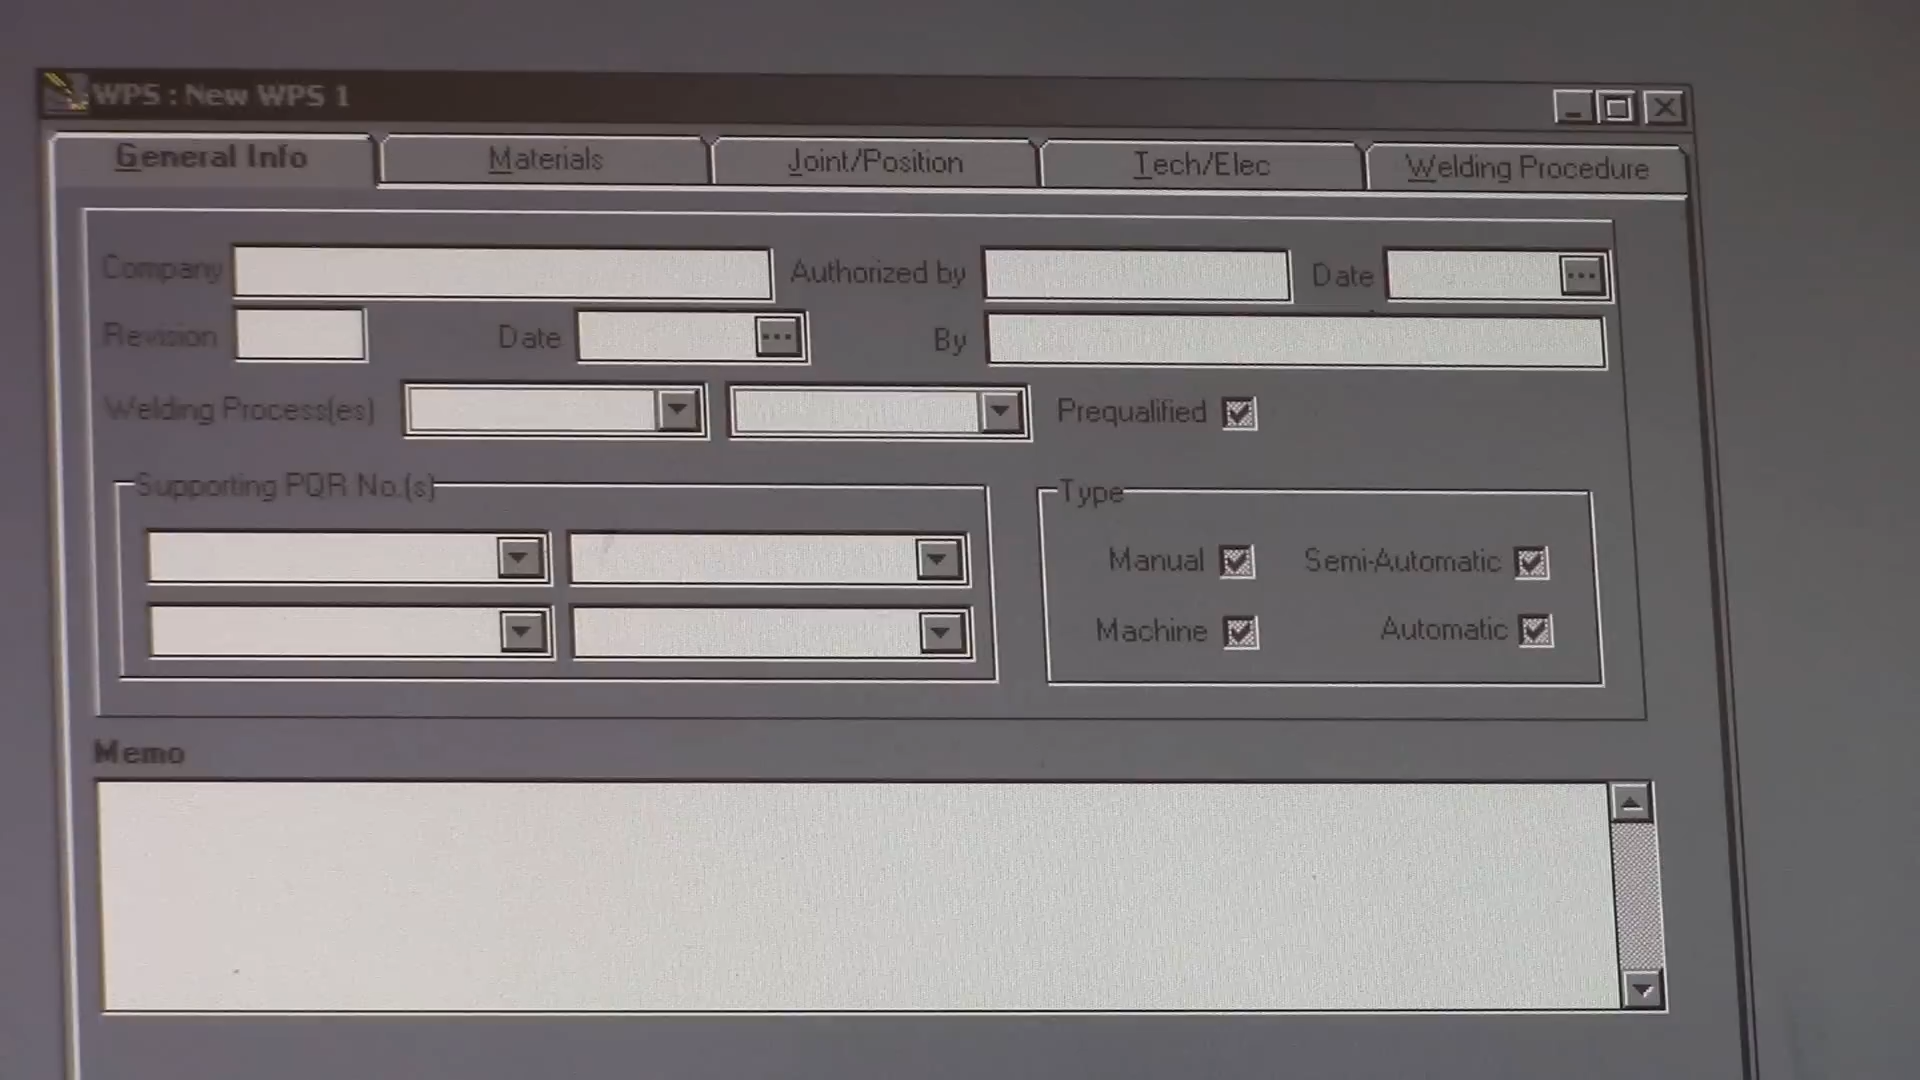 WPS : New WPS 1
General Info Materials Joint/Position Tech/Elec Welding Procedure
Company Authorized by Date ...
Revision Date ... By
Welding Process(es) Prequalified
Supporting PQR No.(s) Type
Manual Semi-Automatic
Machine Automatic
Memo